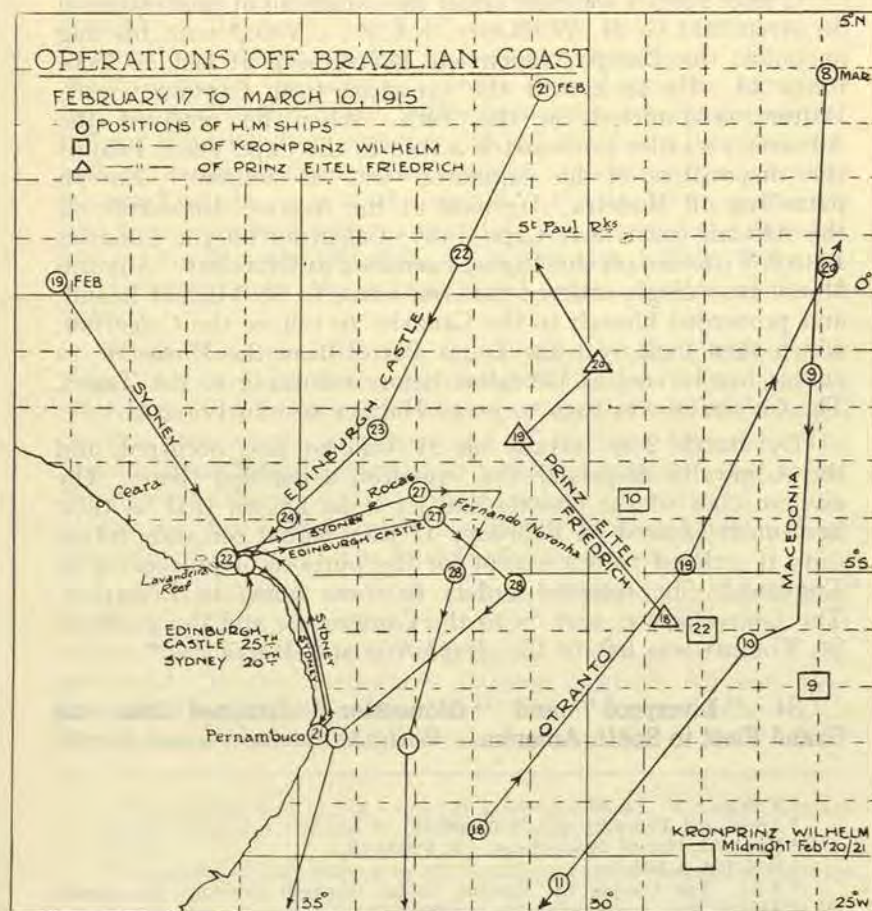 5°N
OPERATIONS OFF BRAZILIAN COAST
FEBRUARY 17 TO MARCH 10, 1915
POSITIONS OF H.M SHIPS
— — — OF KRONPRINZ WILHELM
— — — OF PRINZ EITEL FRIEDRICH
21 FEB.
8 MAR
St Paul Rks
22
20
19 FEB
0°
9
20
SYDNEY
EDINBURGH CASTLE
23
19
PRINZ EITEL FRIEDRICH
Ceara
ROCAS
27
10
24
SYDNEY
27
Fernando Noronha
MACEDONIA
EDINBURGH CASTLE
22
Lavandeira Reef
28
28
19
5°S
18
22
10
EDINBURGH
CASTLE 25TH
SYDNEY 20TH
SYDNEY
SYDNEY
9
OTRANTO
Pernambuco
21
1
1
18
KRONPRINZ WILHELM
Midnight Febʸ 20/21
11
35°
30°
25°W